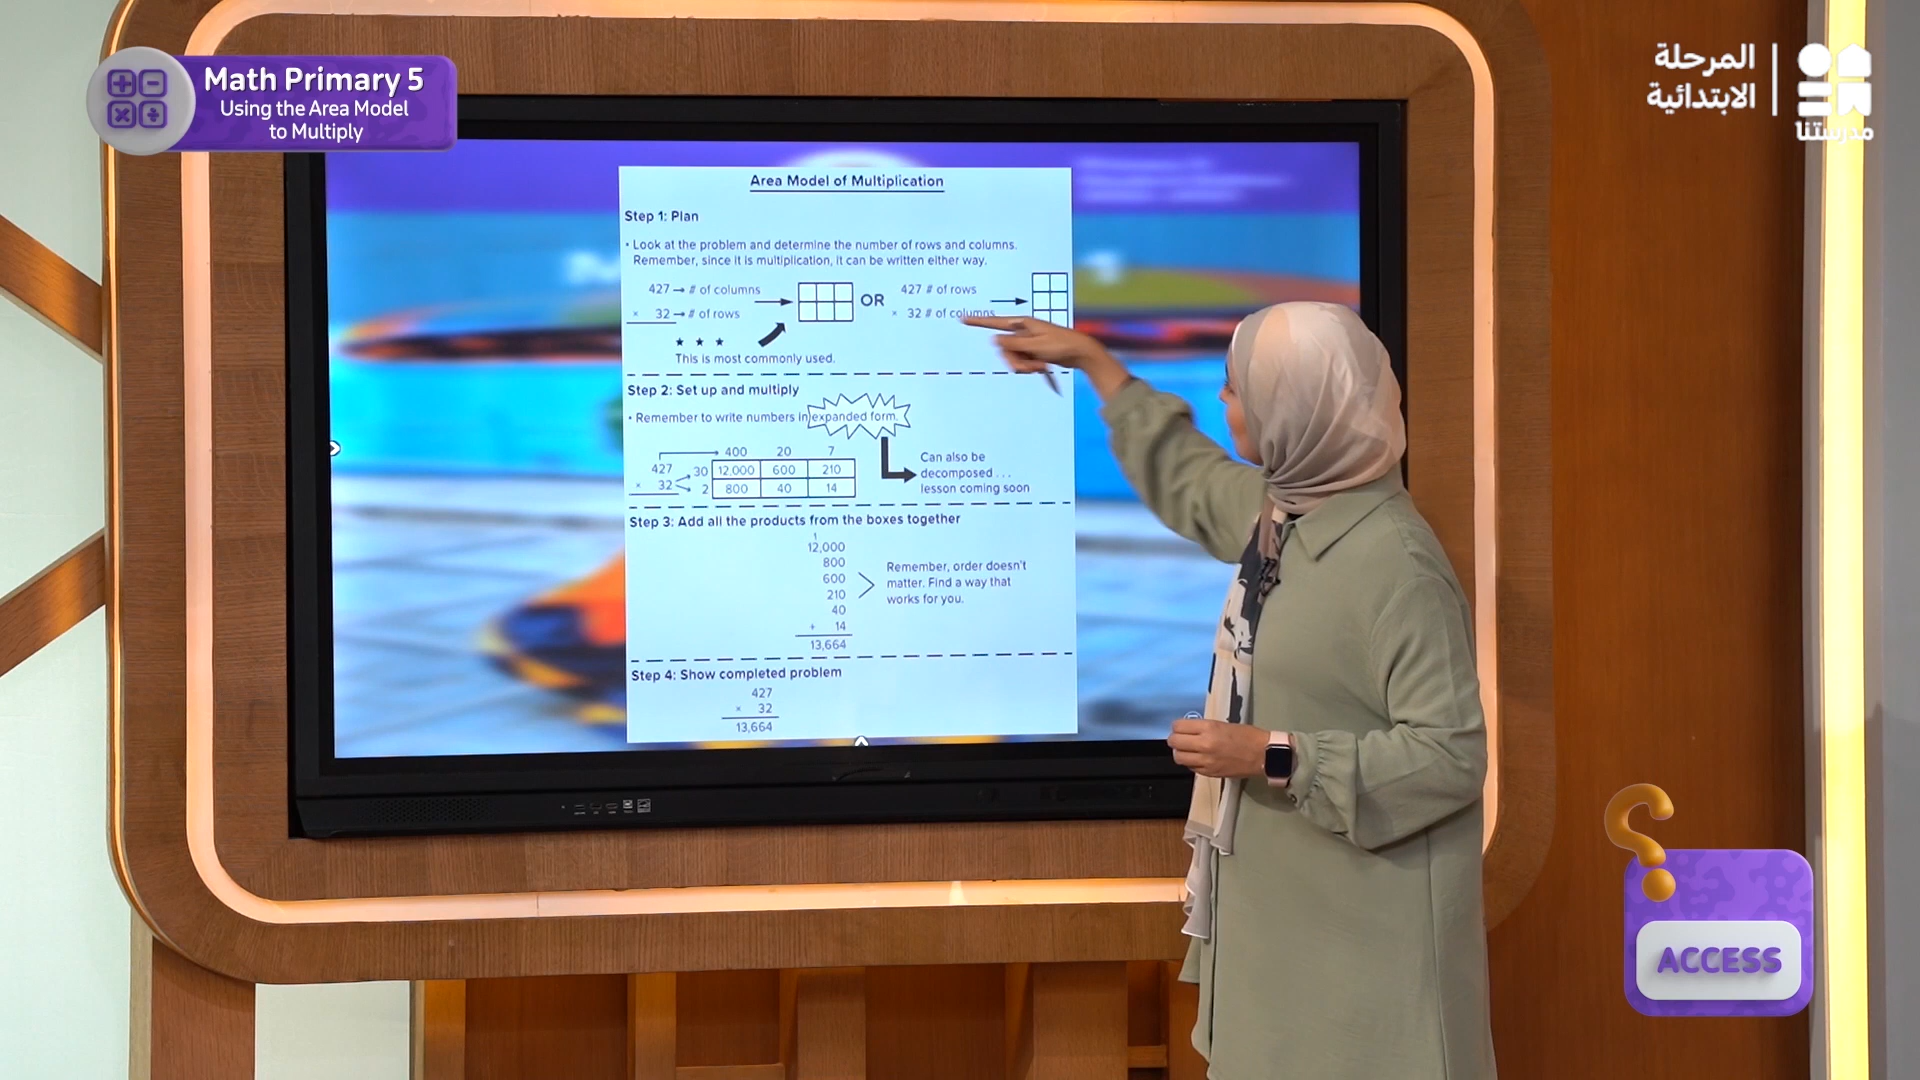 Math Primary 5
Using the Area Model
to Multiply
المرحلة
الابتدائية
مدرستنا
Area Model of Multiplication
Step 1: Plan
• Look at the problem and determine the number of rows and columns.
Remember, since it is multiplication, it can be written either way.
427 → # of columns
× 32 → # of rows
OR
427 # of rows
× 32 # of columns
★ ★ ★
This is most commonly used.
Step 2: Set up and multiply
• Remember to write numbers in expanded form.
400 20 7
427
× 32
30 12,000 600 210
2 800 40 14
Can also be
decomposed . . .
lesson coming soon
Step 3: Add all the products from the boxes together
1
12,000
800
600
210
40
+ 14
13,664
Remember, order doesn't
matter. Find a way that
works for you.
Step 4: Show completed problem
427
× 32
13,664
?
ACCESS